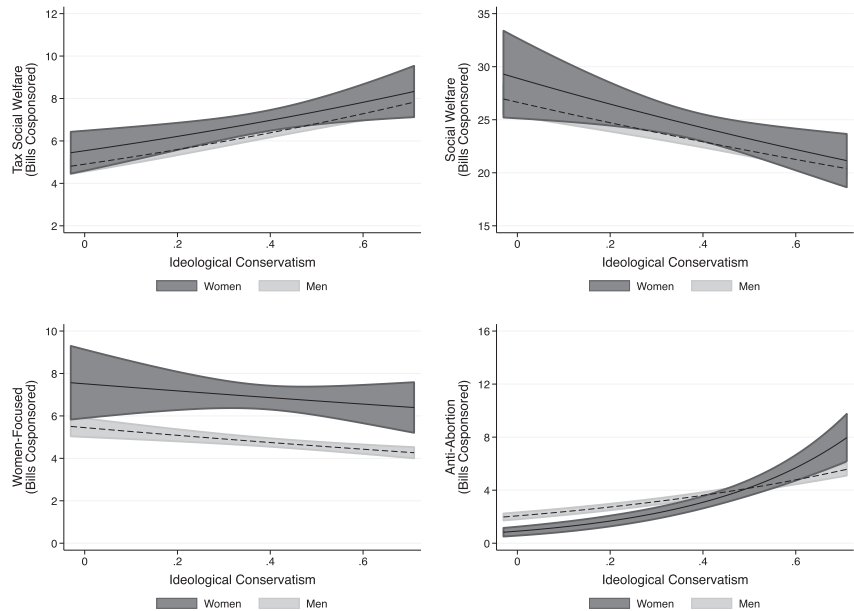 Tax Social Welfare
(Bills Cosponsored)
12
10
8
6
4
2
0
.2
.4
.6
Ideological Conservatism
Women
Men
Social Welfare
(Bills Cosponsored)
35
30
25
20
15
0
.2
.4
.6
Ideological Conservatism
Women
Men
Women-Focused
(Bills Cosponsored)
10
8
6
4
2
0
0
.2
.4
.6
Ideological Conservatism
Women
Men
Anti-Abortion
(Bills Cosponsored)
16
12
8
4
0
0
.2
.4
.6
Ideological Conservatism
Women
Men